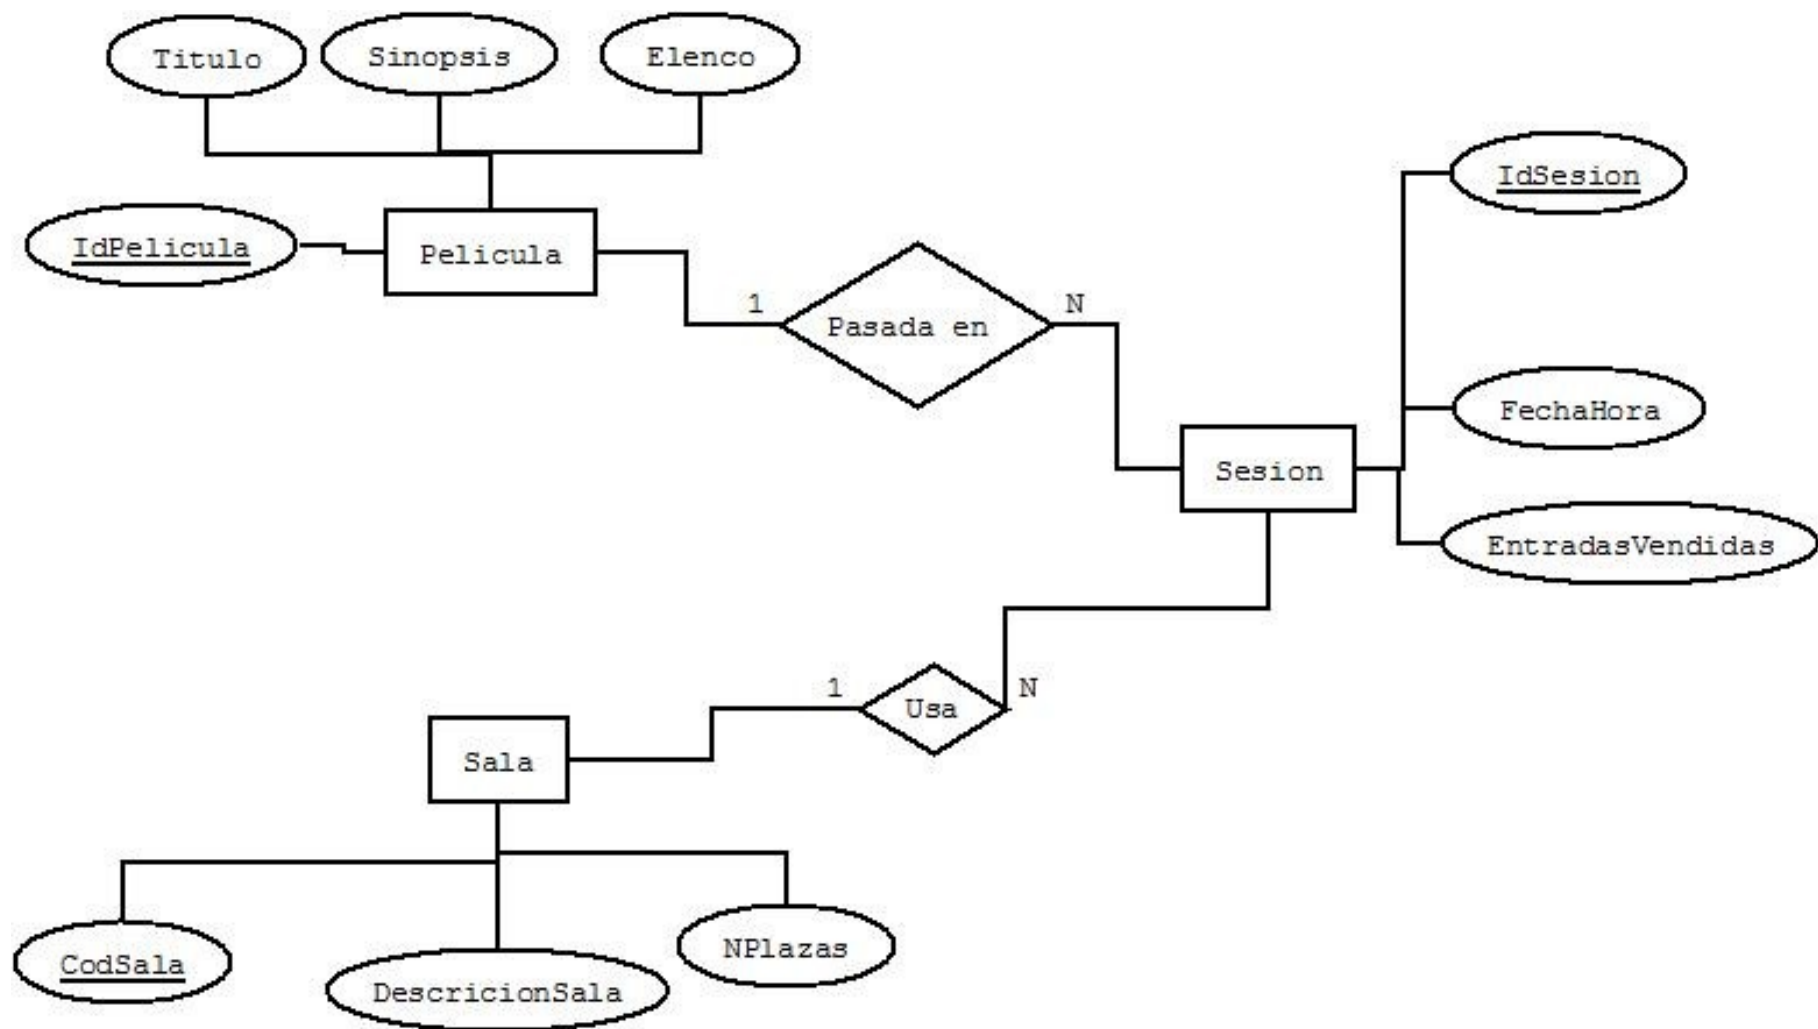 Titulo
Sinopsis
Elenco
IdPelicula
Pelicula
IdSesion
1
Pasada en
N
FechaHora
Sesion
EntradasVendidas
1
Usa
N
Sala
CodSala
DescricionSala
NPlazas